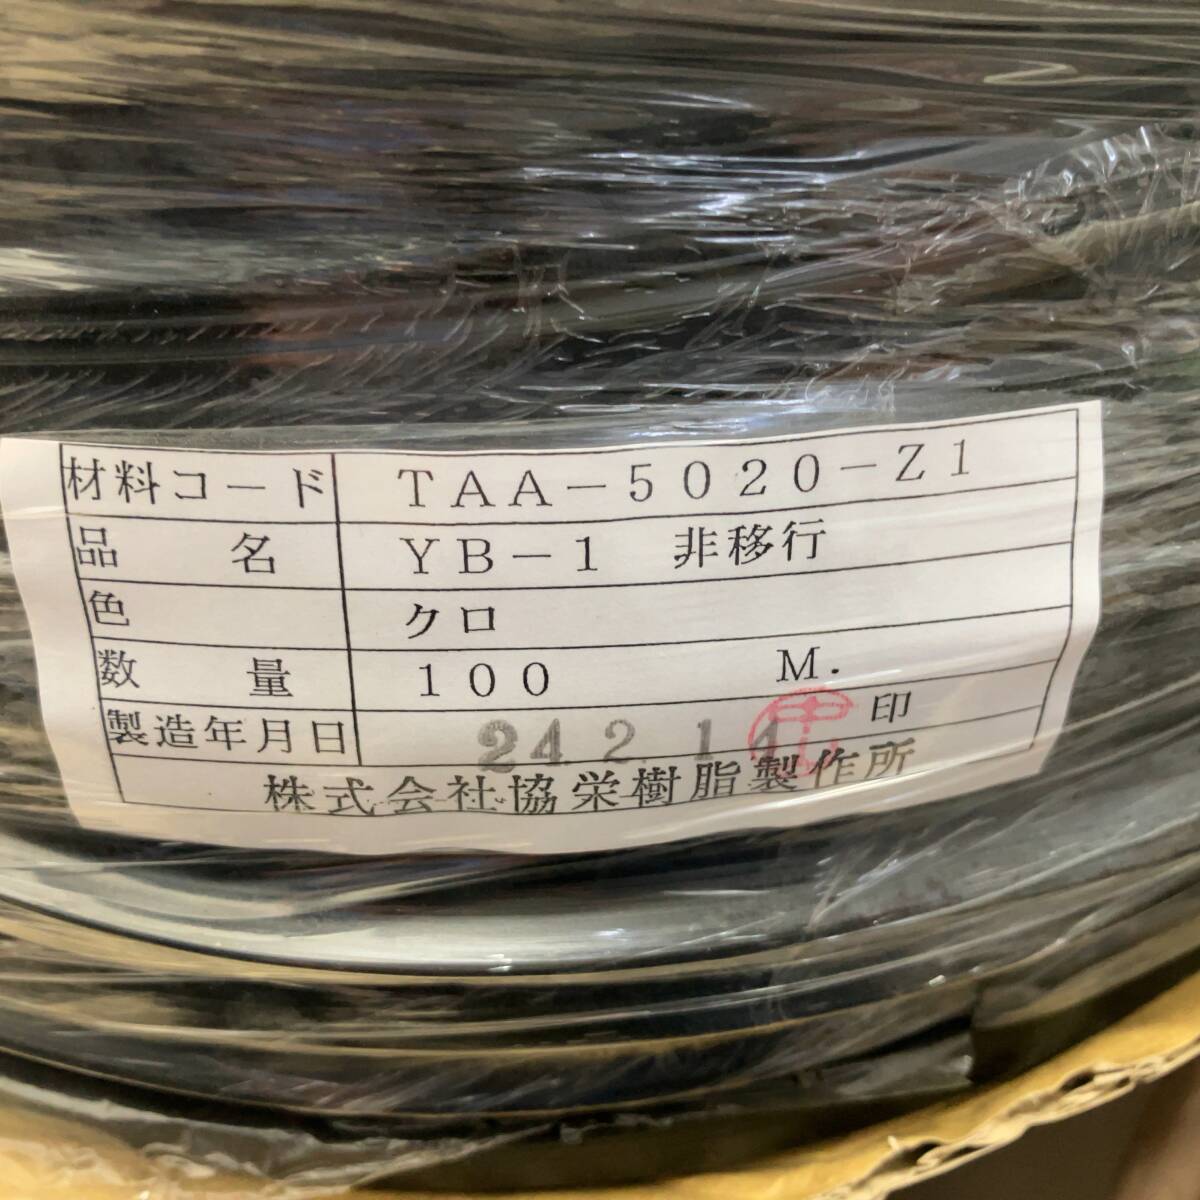 材料コード TAA-5020-Z1
品名 YB-1 非移行
色 クロ
数量 100 M.
製造年月日 24.2.14 印
株式会社協栄樹脂製作所